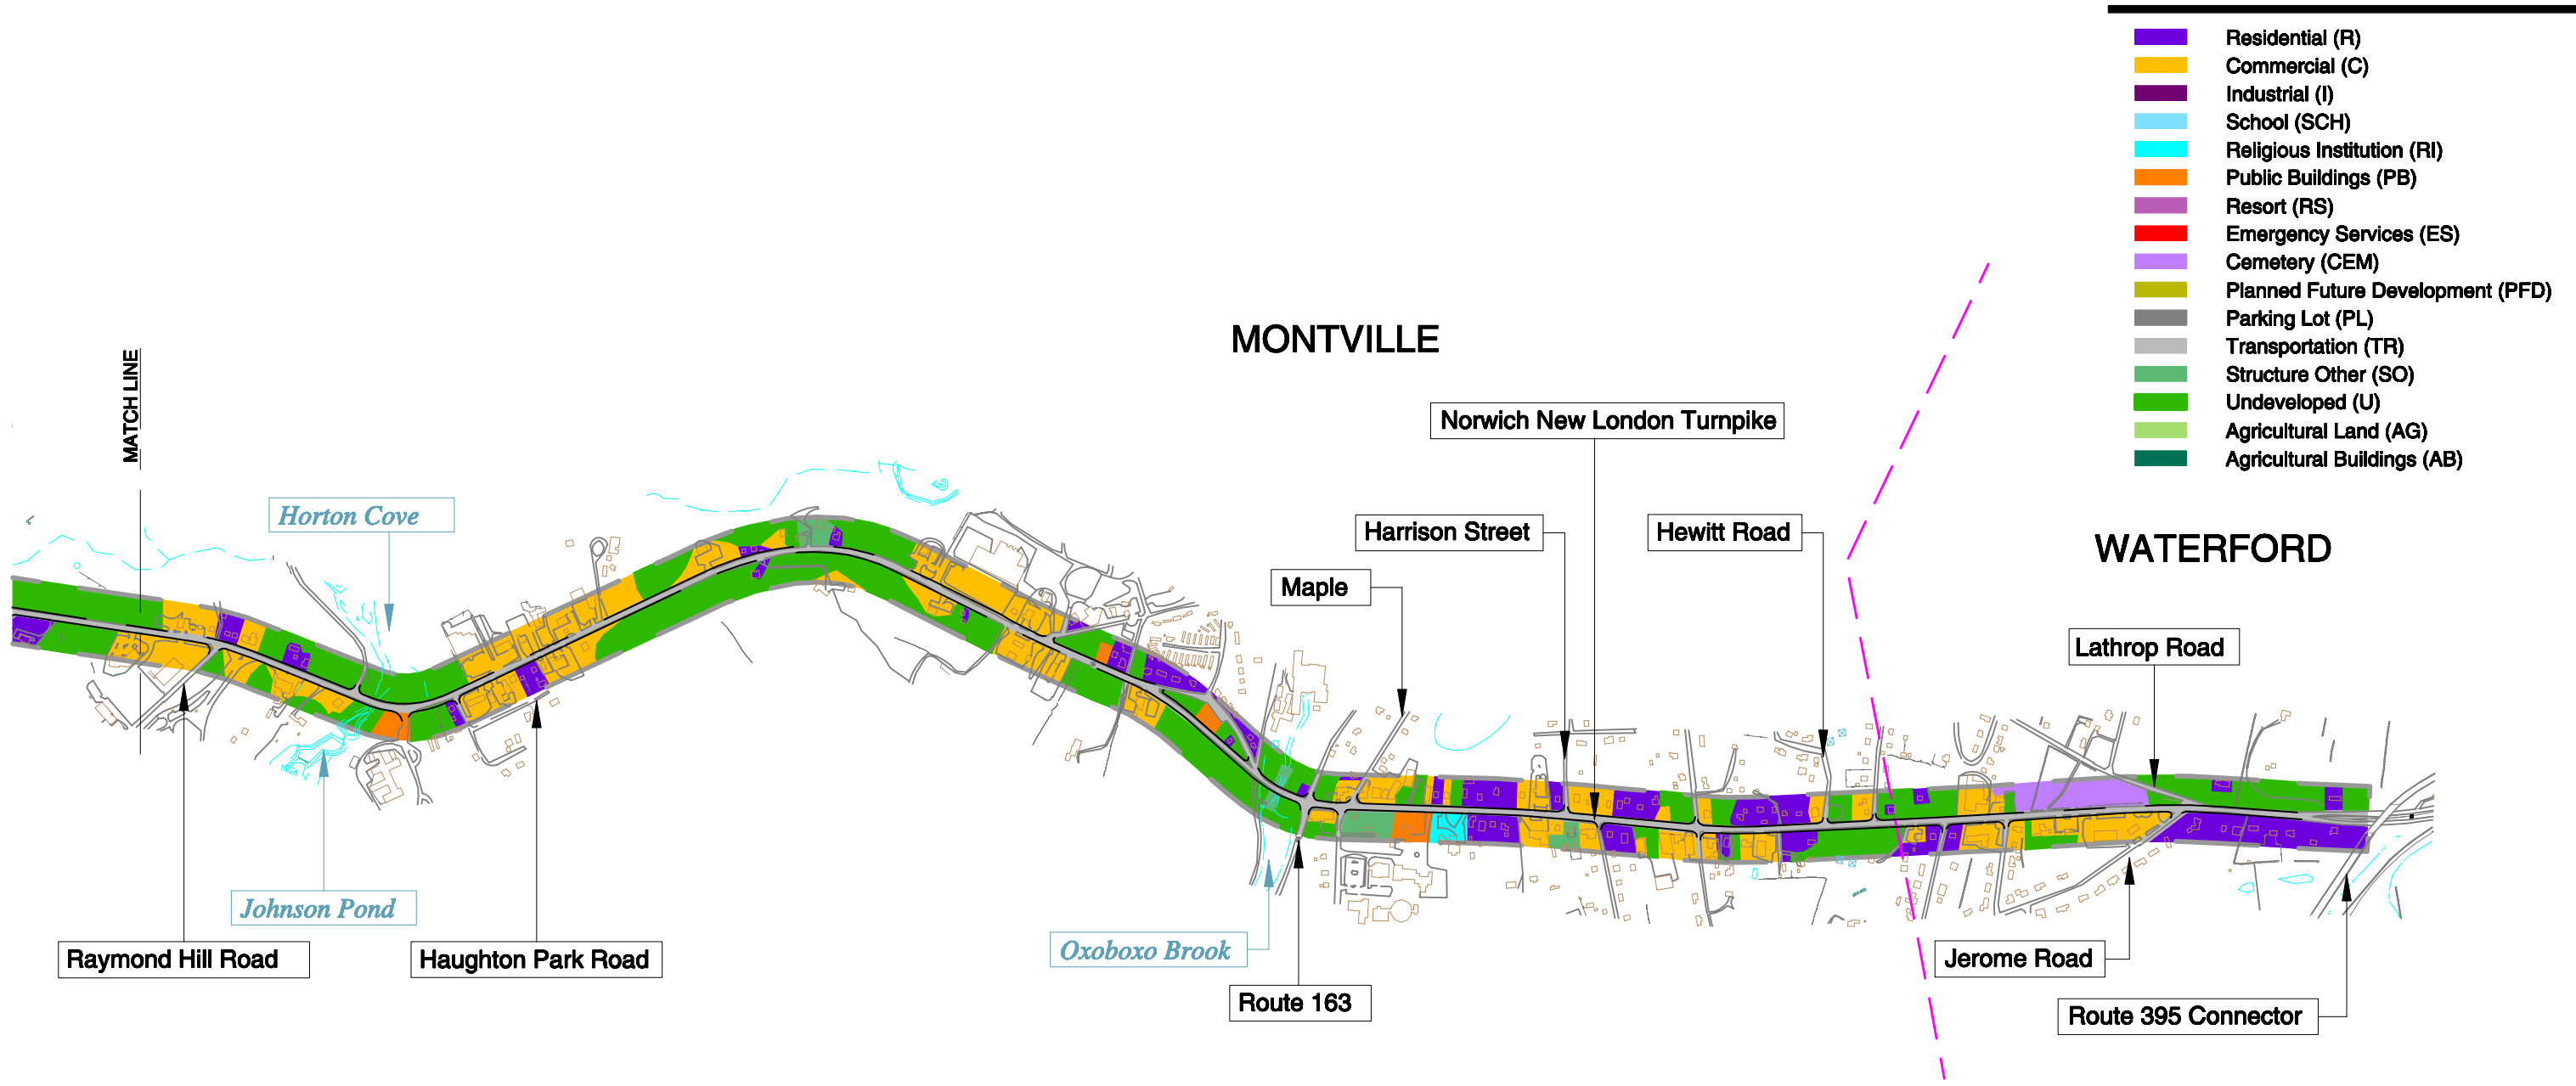 Residential (R)
Commercial (C)
Industrial (I)
School (SCH)
Religious Institution (RI)
Public Buildings (PB)
Resort (RS)
Emergency Services (ES)
Cemetery (CEM)
Planned Future Development (PFD)
Parking Lot (PL)
Transportation (TR)
Structure Other (SO)
Undeveloped (U)
Agricultural Land (AG)
Agricultural Buildings (AB)
MONTVILLE
MATCH LINE
Norwich New London Turnpike
Horton Cove
Harrison Street
Hewitt Road
WATERFORD
Maple
Lathrop Road
Johnson Pond
Raymond Hill Road
Haughton Park Road
Oxoboxo Brook
Jerome Road
Route 163
Route 395 Connector